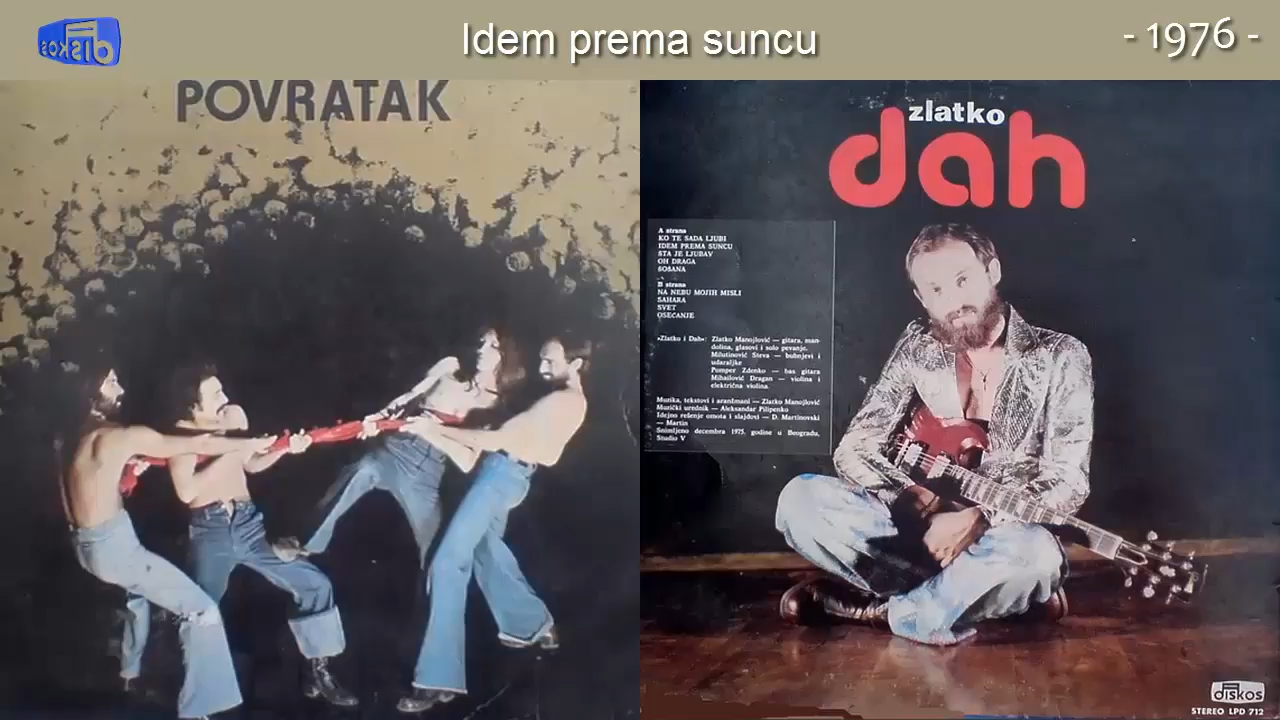 diskos
Idem prema suncu
- 1976 -
POVRATAK
zlatko
dah
A strana
KO TE SADA LJUBI
IDEM PREMA SUNCU
STA JE LJUBAV
OH DRAGA
ŠOŠANA
B strana
NA NEBU MOJIH MISLI
SAHARA
SVET
OSEĆANJE
»Zlatko i Dah«: Zlatko Manojlović — gitara, man-
dolina, glasovi i solo pevanje.
Milutinović Steva — bubnjevi i
udaraljke
Pomper Zdenko — bas gitara
Mihailović Dragan — violina i
električna violina.
Muzika, tekstovi i aranžmani — Zlatko Manojlović
Muzički urednik — Aleksandar Pilipenko
Idejno rešenje omota i slajdovi — D. Martinovski
— Martin
Snimljeno decembra 1975. godine u Beogradu,
Studio V
diskos
STEREO LPD 712